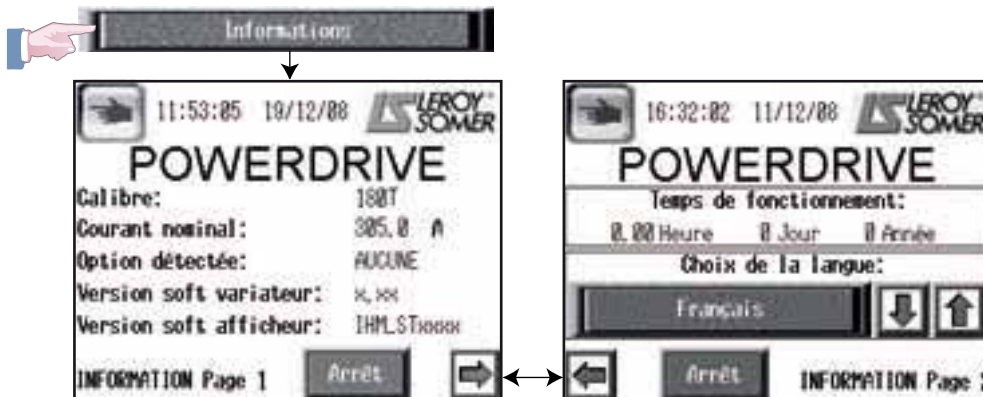 Informations
11:53:05 19/12/08 LEROY SOMER
POWERDRIVE
Calibre: 180T
Courant nominal: 305.0 A
Option détectée: AUCUNE
Version soft variateur: x.xx
Version soft afficheur: IHM_STxxxx
INFORMATION Page 1 Arrêt
16:32:02 11/12/08 LEROY SOMER
POWERDRIVE
Temps de fonctionnement:
0.00 Heure 0 Jour 0 Année
Choix de la langue:
Français
Arrêt INFORMATION Page 2